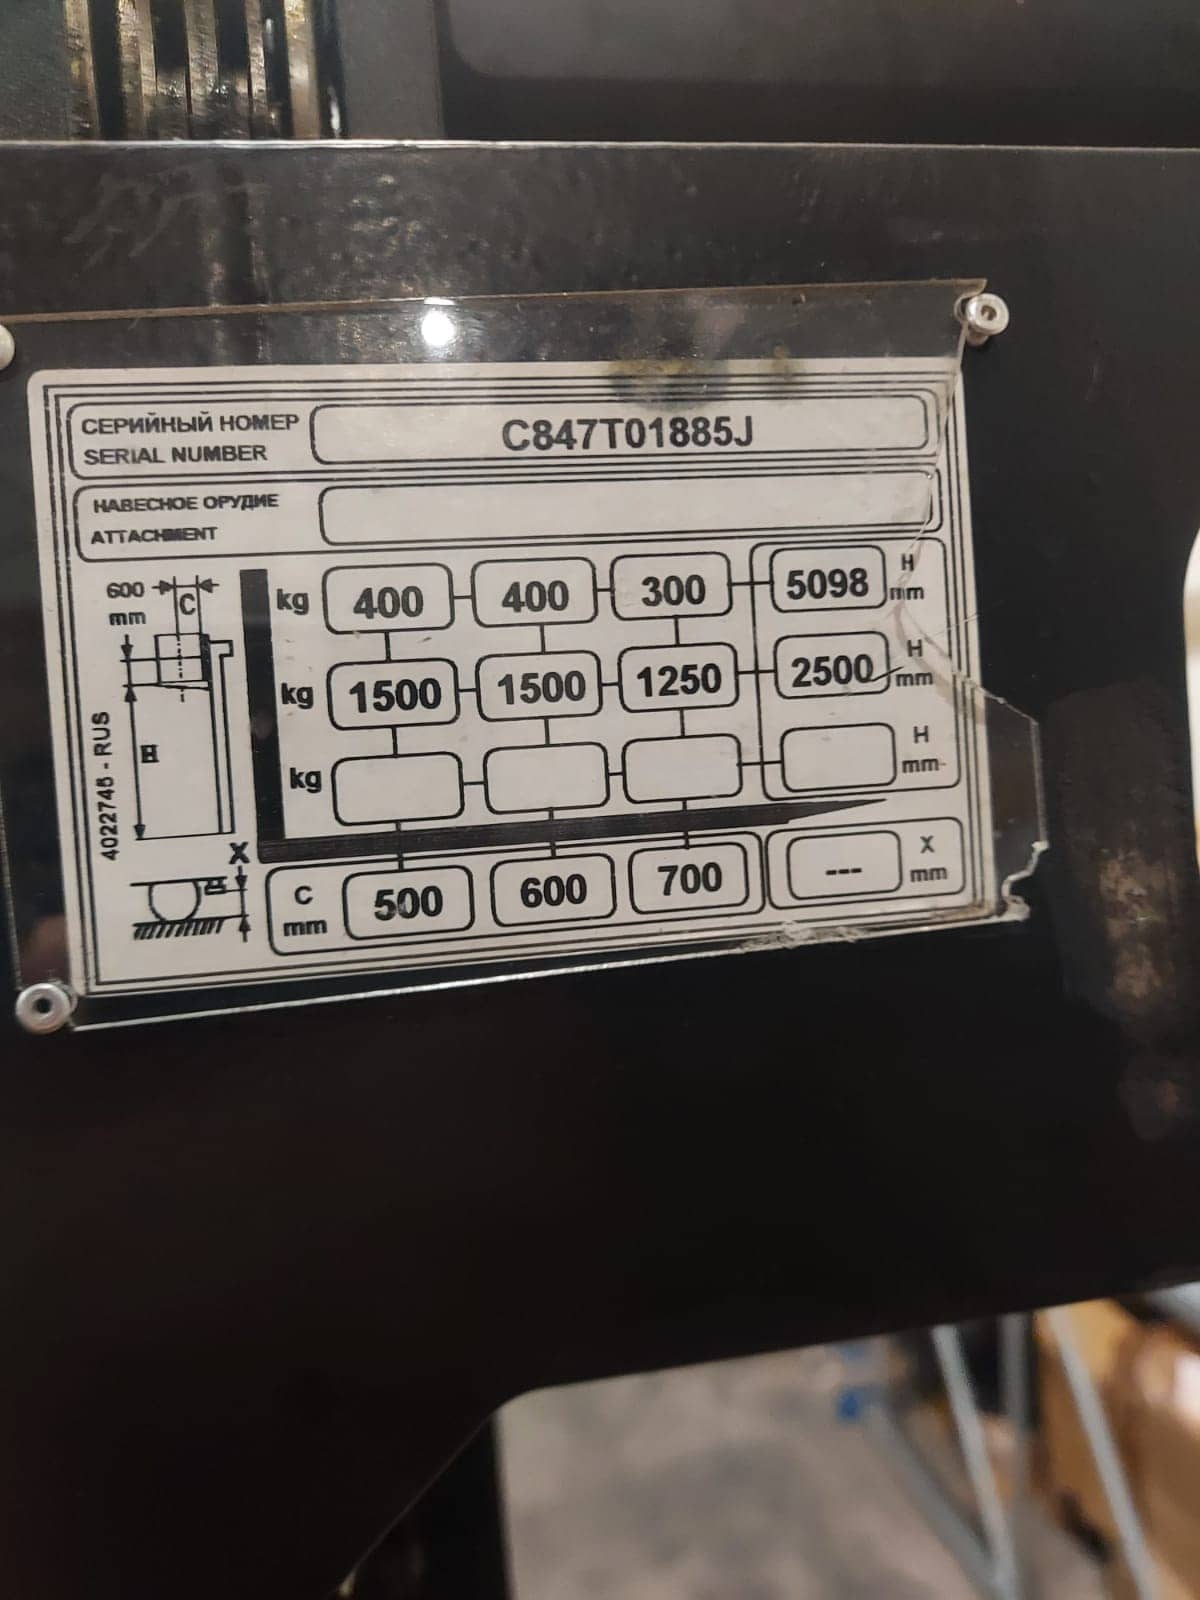 СЕРИЙНЫЙ НОМЕР
SERIAL NUMBER
C847T01885J
НАВЕСНОЕ ОРУДИЕ
ATTACHMENT
600 mm
C
H
X
4022745 - RUS
kg 400 400 300 5098 H mm
kg 1500 1500 1250 2500 H mm
kg H mm
C mm 500 600 700 --- X mm